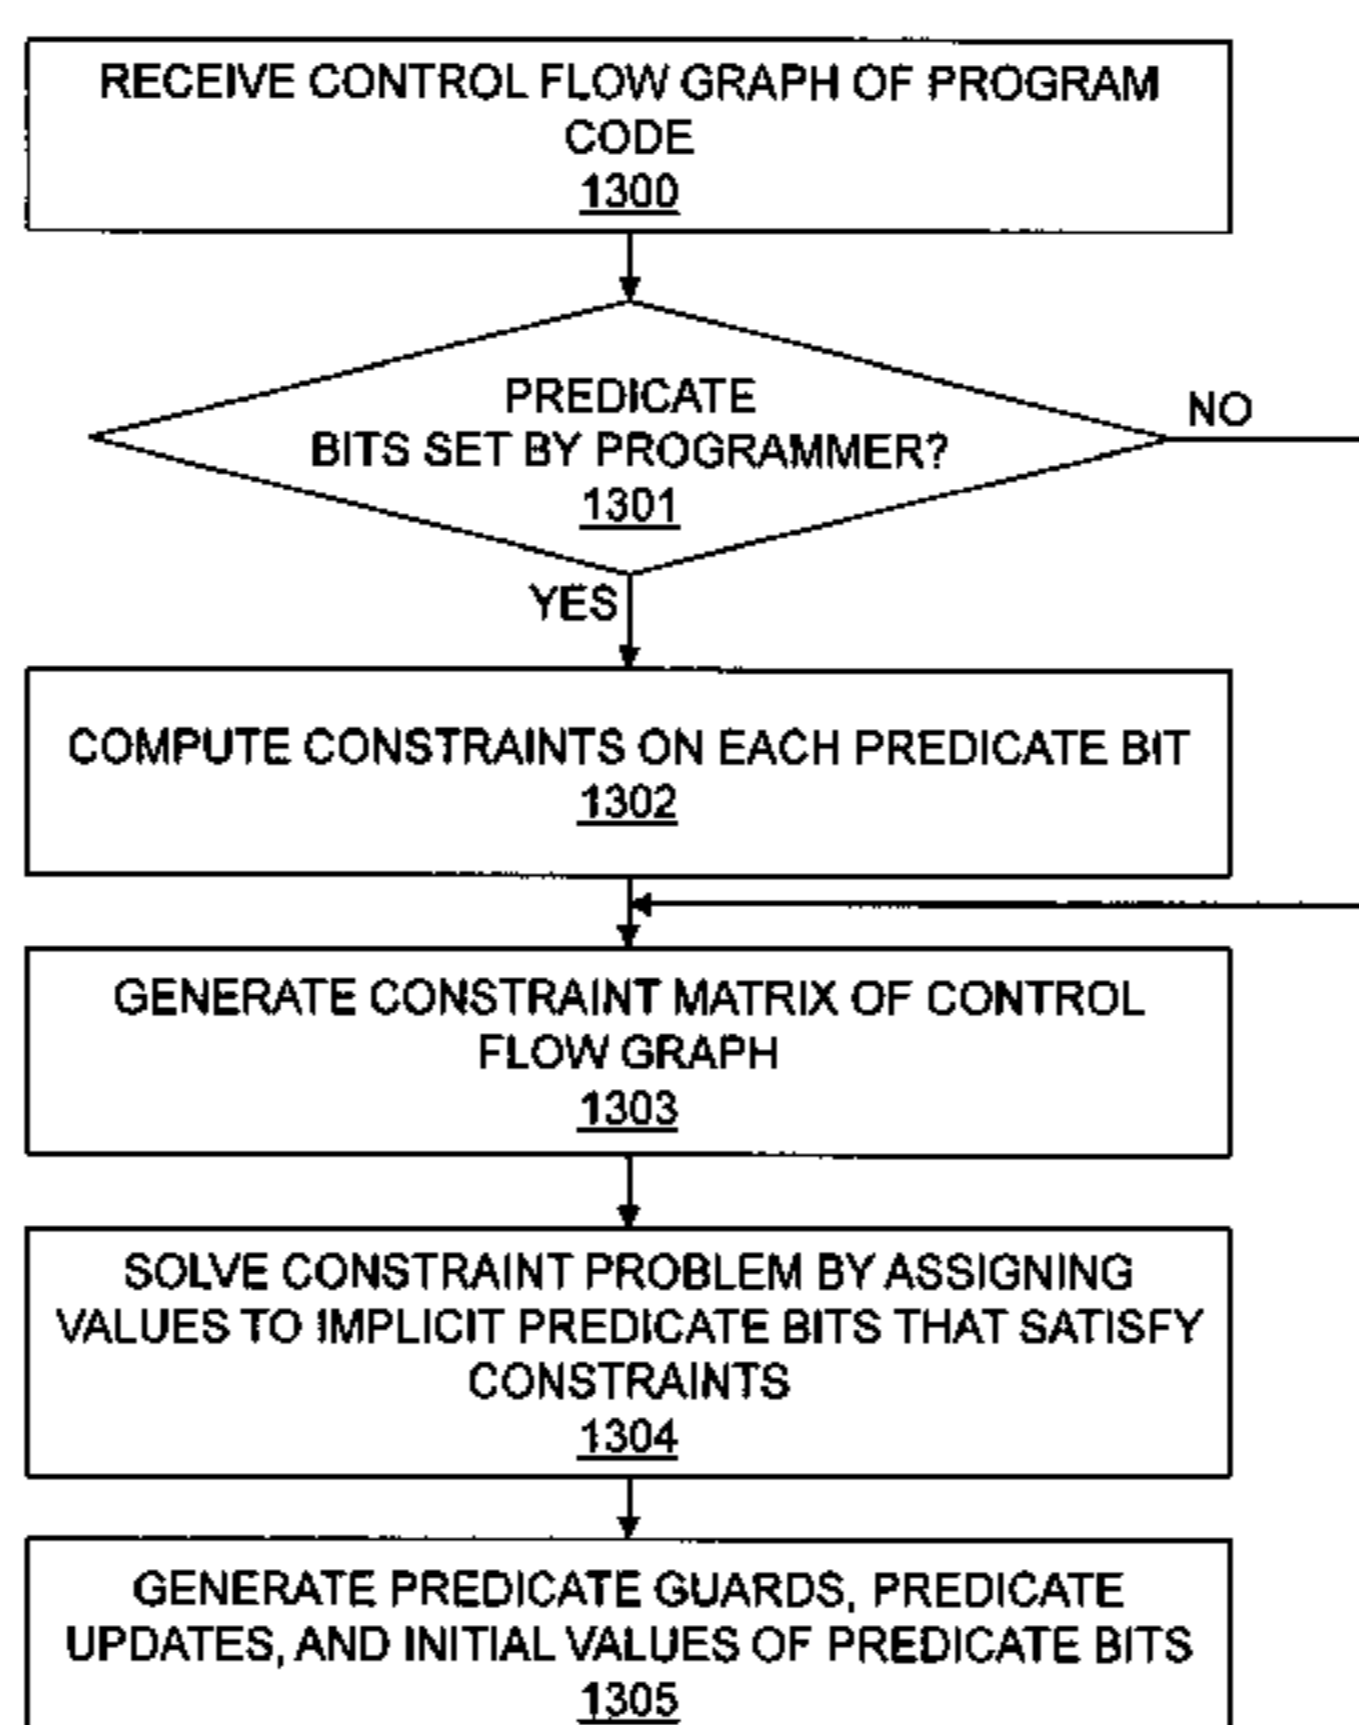 RECEIVE CONTROL FLOW GRAPH OF PROGRAM
CODE
1300
PREDICATE
BITS SET BY PROGRAMMER?
1301
NO
YES
COMPUTE CONSTRAINTS ON EACH PREDICATE BIT
1302
GENERATE CONSTRAINT MATRIX OF CONTROL
FLOW GRAPH
1303
SOLVE CONSTRAINT PROBLEM BY ASSIGNING
VALUES TO IMPLICIT PREDICATE BITS THAT SATISFY
CONSTRAINTS
1304
GENERATE PREDICATE GUARDS, PREDICATE
UPDATES, AND INITIAL VALUES OF PREDICATE BITS
1305